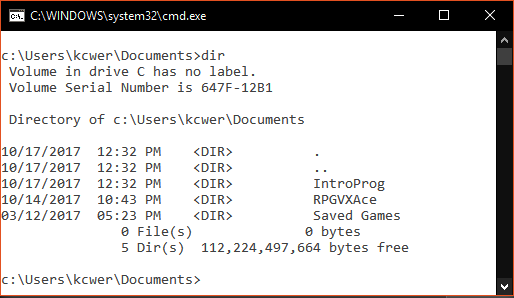 C:\WINDOWS\system32\cmd.exe
c:\Users\kcwer\Documents>dir
 Volume in drive C has no label.
 Volume Serial Number is 647F-12B1
 Directory of c:\Users\kcwer\Documents
10/17/2017  12:32 PM    <DIR>          .
10/17/2017  12:32 PM    <DIR>          ..
10/17/2017  12:32 PM    <DIR>          IntroProg
10/14/2017  10:43 PM    <DIR>          RPGVXAce
03/12/2017  05:23 PM    <DIR>          Saved Games
               0 File(s)              0 bytes
               5 Dir(s)  112,224,497,664 bytes free
c:\Users\kcwer\Documents>